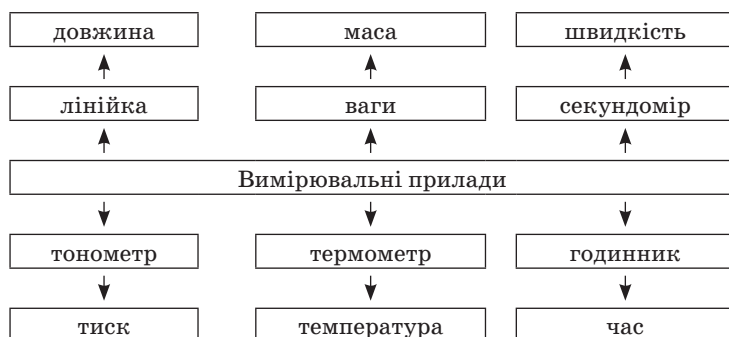 довжина маса швидкість
лінійка ваги секундомір
Вимірювальні прилади
тонометр термометр годинник
тиск температура час